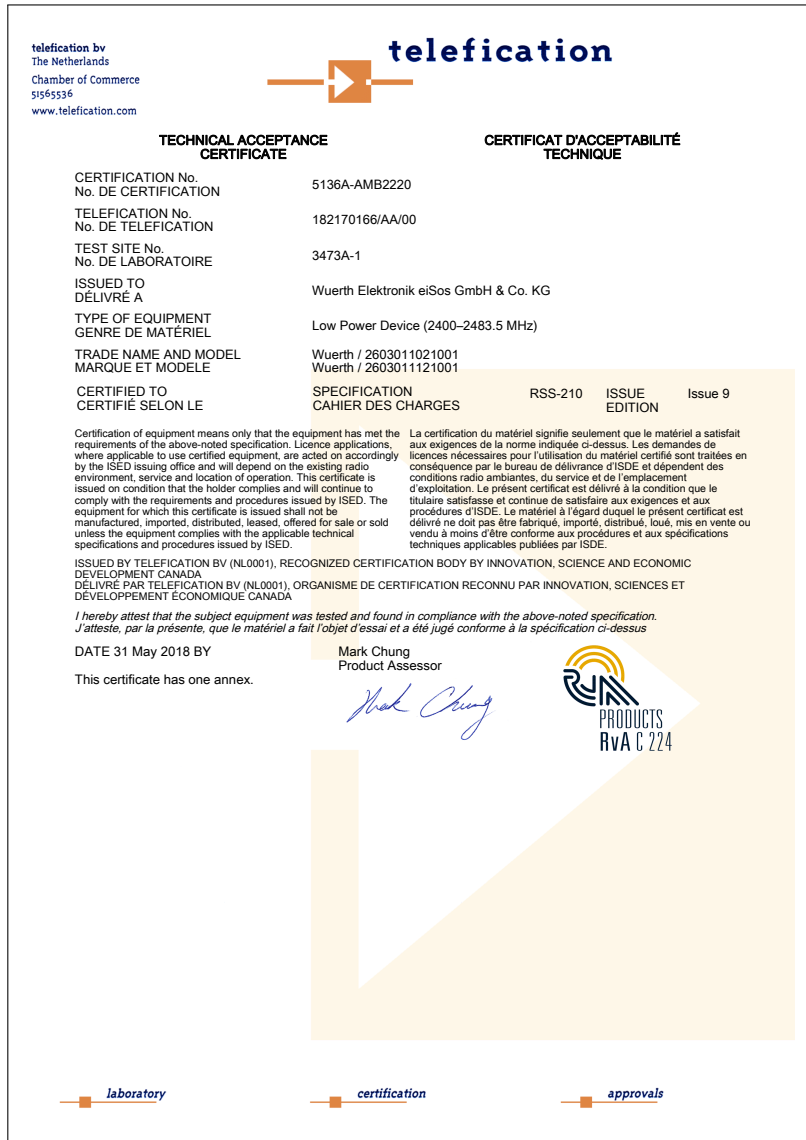 telefication bv
The Netherlands
Chamber of Commerce
51565536
www.telefication.com
telefication
TECHNICAL ACCEPTANCE
CERTIFICATE
CERTIFICAT D'ACCEPTABILITÉ
TECHNIQUE
CERTIFICATION No.
No. DE CERTIFICATION
5136A-AMB2220
TELEFICATION No.
No. DE TELEFICATION
182170166/AA/00
TEST SITE No.
No. DE LABORATOIRE
3473A-1
ISSUED TO
DÉLIVRÉ A
Wuerth Elektronik eiSos GmbH & Co. KG
TYPE OF EQUIPMENT
GENRE DE MATÉRIEL
Low Power Device (2400–2483.5 MHz)
TRADE NAME AND MODEL
MARQUE ET MODELE
Wuerth / 2603011021001
Wuerth / 2603011121001
CERTIFIED TO
CERTIFIÉ SELON LE
SPECIFICATION
CAHIER DES CHARGES
RSS-210
ISSUE
EDITION
Issue 9
Certification of equipment means only that the equipment has met the
requirements of the above-noted specification. Licence applications,
where applicable to use certified equipment, are acted on accordingly
by the ISED issuing office and will depend on the existing radio
environment, service and location of operation. This certificate is
issued on condition that the holder complies and will continue to
comply with the requirements and procedures issued by ISED. The
equipment for which this certificate is issued shall not be
manufactured, imported, distributed, leased, offered for sale or sold
unless the equipment complies with the applicable technical
specifications and procedures issued by ISED.
La certification du matériel signifie seulement que le matériel a satisfait
aux exigences de la norme indiquée ci-dessus. Les demandes de
licences nécessaires pour l'utilisation du matériel certifié sont traitées en
conséquence par le bureau de délivrance d'ISDE et dépendent des
conditions radio ambiantes, du service et de l'emplacement
d'exploitation. Le présent certificat est délivré à la condition que le
titulaire satisfasse et continue de satisfaire aux exigences et aux
procédures d'ISDE. Le matériel à l'égard duquel le présent certificat est
délivré ne doit pas être fabriqué, importé, distribué, loué, mis en vente ou
vendu à moins d'être conforme aux procédures et aux spécifications
techniques applicables publiées par ISDE.
ISSUED BY TELEFICATION BV (NL0001), RECOGNIZED CERTIFICATION BODY BY INNOVATION, SCIENCE AND ECONOMIC
DEVELOPMENT CANADA
DÉLIVRÉ PAR TELEFICATION BV (NL0001), ORGANISME DE CERTIFICATION RECONNU PAR INNOVATION, SCIENCES ET
DÉVELOPPEMENT ÉCONOMIQUE CANADA
I hereby attest that the subject equipment was tested and found in compliance with the above-noted specification.
J'atteste, par la présente, que le matériel a fait l'objet d'essai et a été jugé conforme à la spécification ci-dessus
DATE 31 May 2018 BY
Mark Chung
Product Assessor
This certificate has one annex.
Mark Chung
RVA
PRODUCTS
RvA C 224
laboratory
certification
approvals